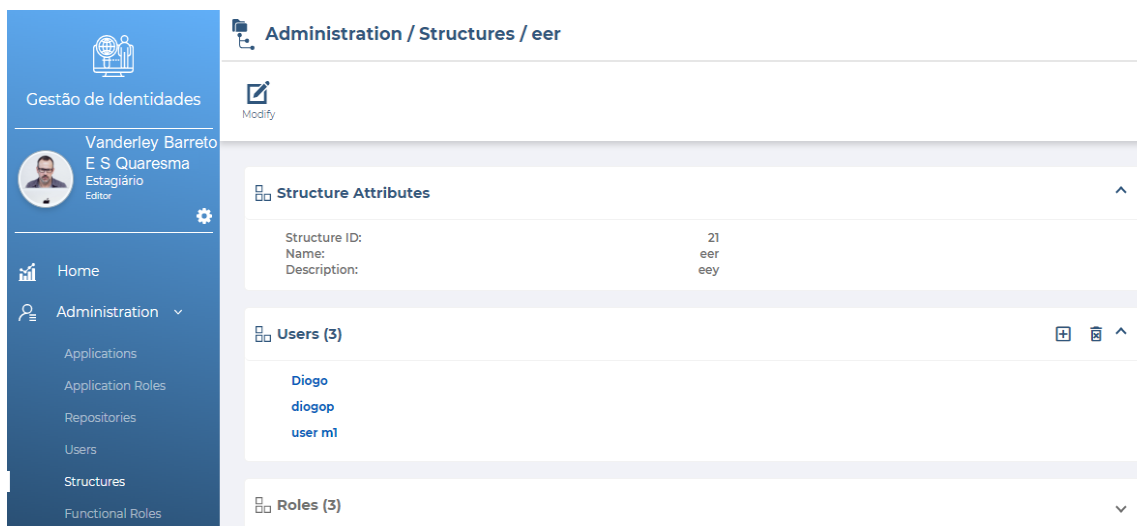 Gestão de Identidades
Vanderley Barreto
E S Quaresma
Estagiário
Editor
Home
Administration
Applications
Application Roles
Repositories
Users
Structures
Functional Roles
Administration / Structures / eer
Modify
Structure Attributes
Structure ID: 21
Name: eer
Description: eey
Users (3)
Diogo
diogop
user m1
Roles (3)